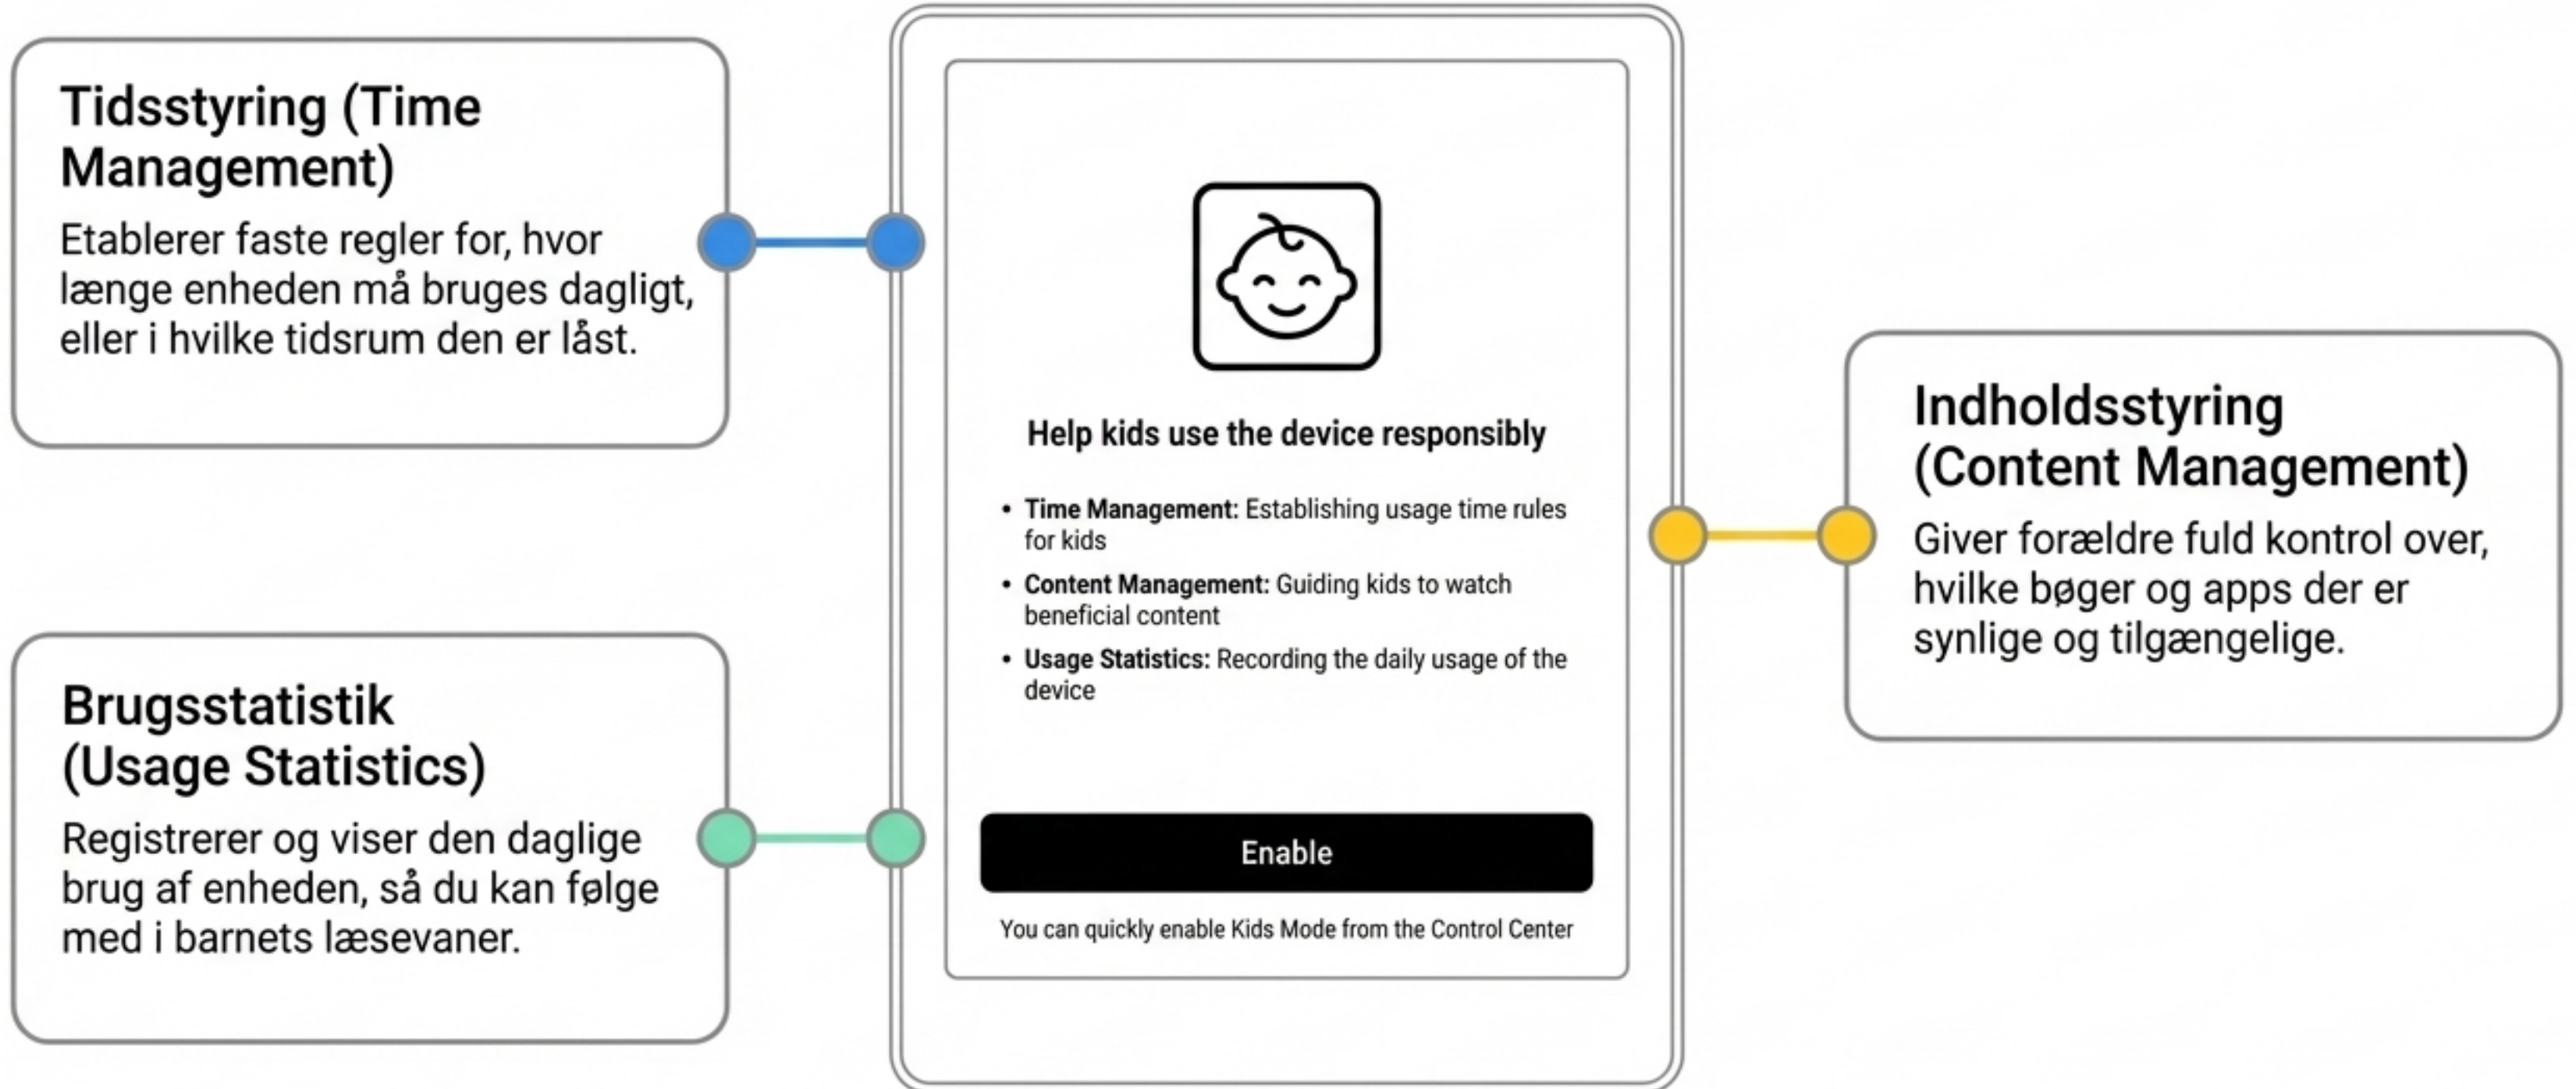 Tidsstyring (Time
Management)
Etablerer faste regler for, hvor
længe enheden må bruges dagligt,
eller i hvilke tidsrum den er låst.
Brugsstatistik
(Usage Statistics)
Registrerer og viser den daglige
brug af enheden, så du kan følge
med i barnets læsevaner.
Help kids use the device responsibly
• Time Management: Establishing usage time rules
for kids
• Content Management: Guiding kids to watch
beneficial content
• Usage Statistics: Recording the daily usage of the
device
Enable
You can quickly enable Kids Mode from the Control Center
Indholdsstyring
(Content Management)
Giver forældre fuld kontrol over,
hvilke bøger og apps der er
synlige og tilgængelige.